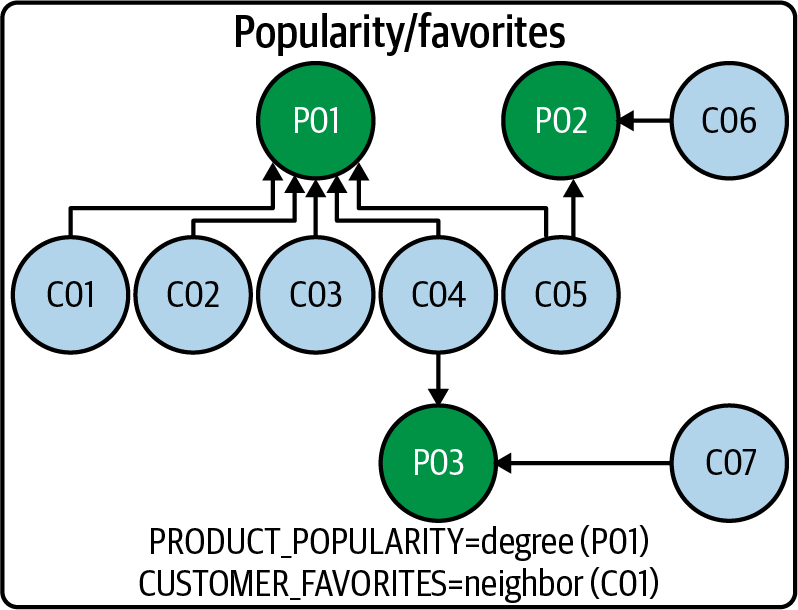 Popularity/favorites
P01
P02
C06
C01
C02
C03
C04
C05
P03
C07
PRODUCT_POPULARITY=degree (P01)
CUSTOMER_FAVORITES=neighbor (C01)